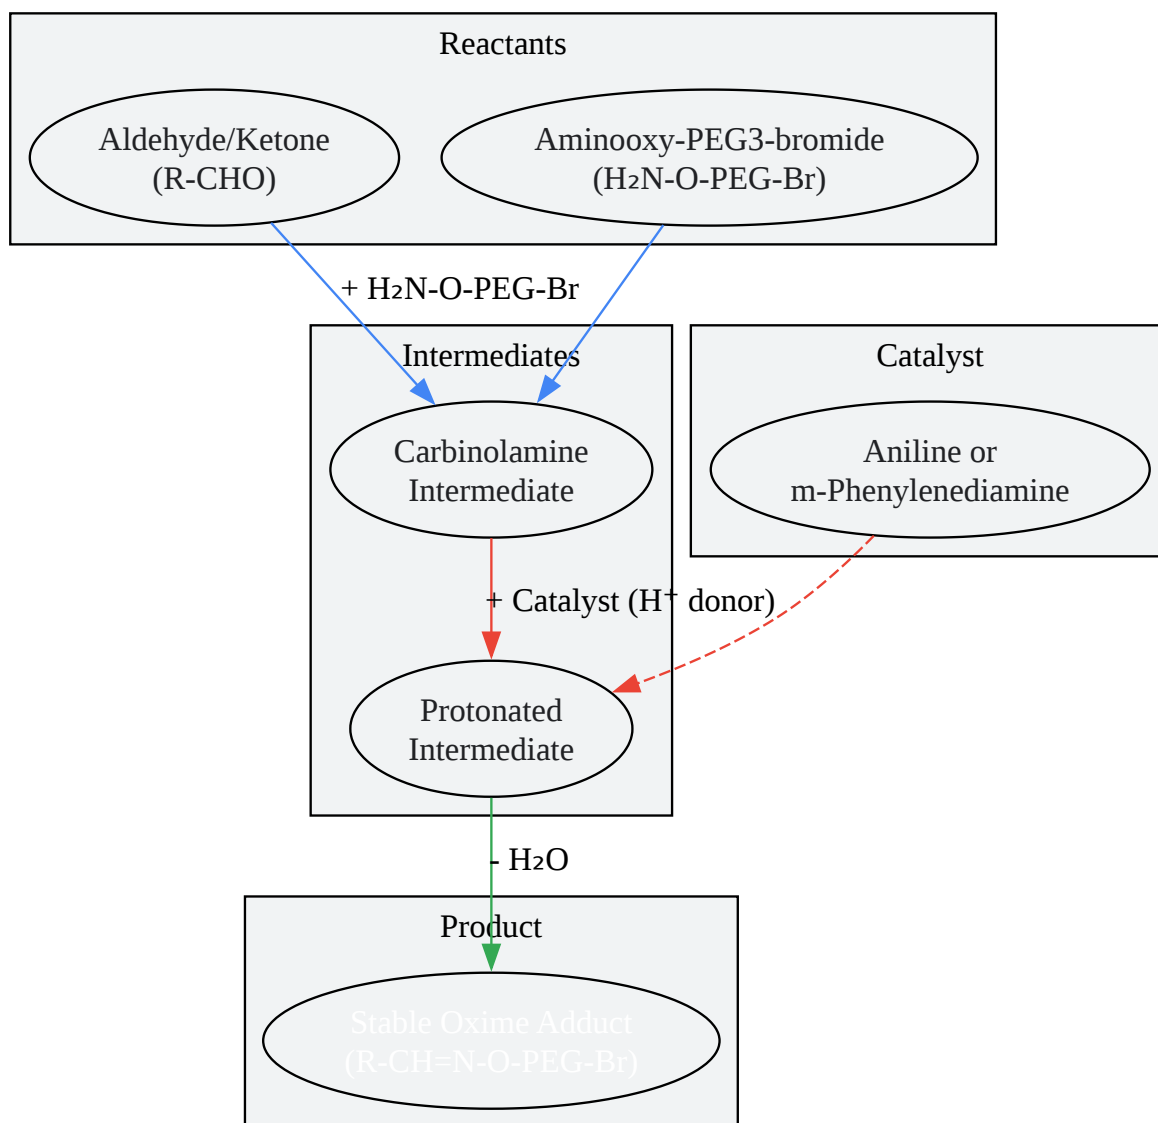 Reactants
Aldehyde/Ketone
(R-CHO)
Aminooxy-PEG3-bromide
(H₂N-O-PEG-Br)
+ H₂N-O-PEG-Br
Intermediates
Catalyst
Carbinolamine
Intermediate
Aniline or
m-Phenylenediamine
+ Catalyst (H⁺ donor)
Protonated
Intermediate
- H₂O
Product
Stable Oxime Adduct
(R-CH=N-O-PEG-Br)